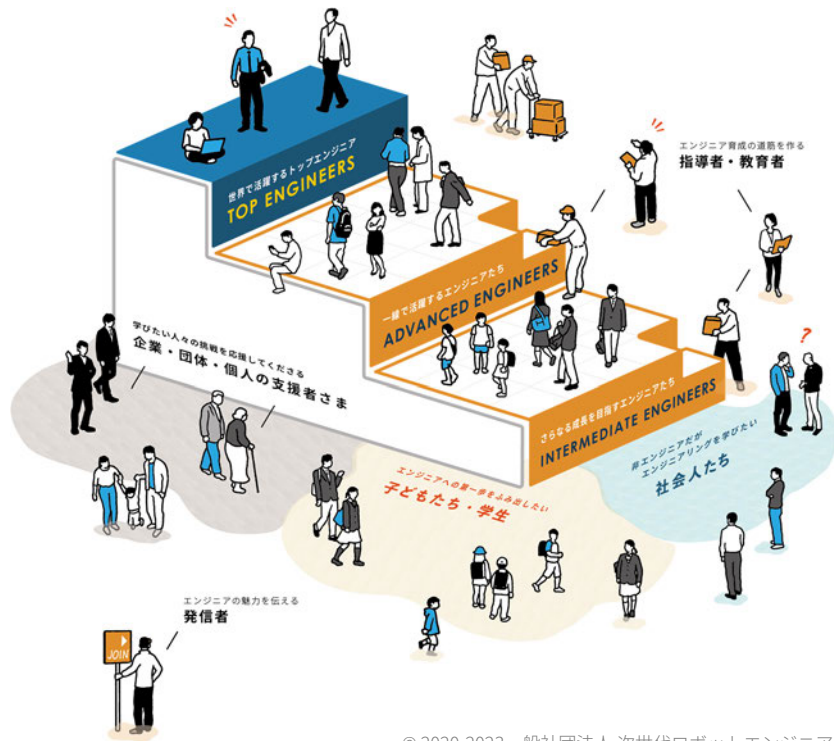 世界で活躍するトップエンジニア
TOP ENGINEERS
エンジニア育成の道筋を作る
指導者・教育者
一線で活躍するエンジニアたち
ADVANCED ENGINEERS
学びたい人々の挑戦を応援してくださる
企業・団体・個人の支援者さま
さらなる成長を目指すエンジニアたち
INTERMEDIATE ENGINEERS
?
非エンジニアだが
エンジニアリングを学びたい
社会人たち
エンジニアへの第一歩をふみ出したい
子どもたち・学生
エンジニアの魅力を伝える
発信者
JOIN